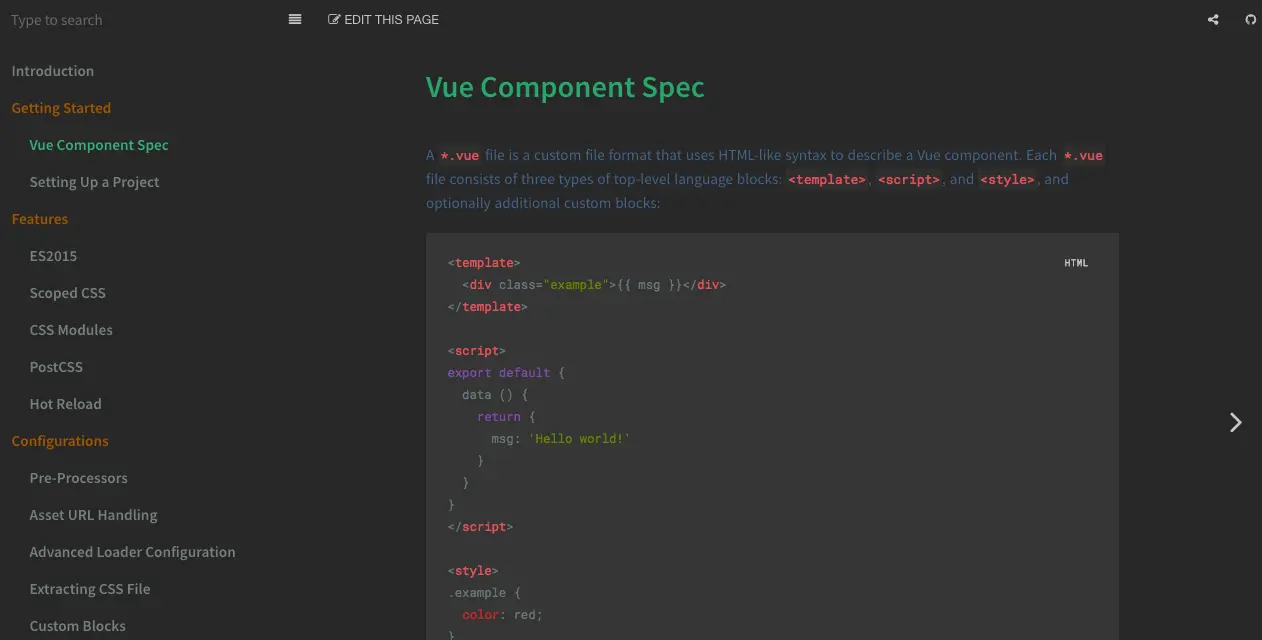 Type to search
EDIT THIS PAGE
Introduction
Getting Started
Vue Component Spec
Setting Up a Project
Features
ES2015
Scoped CSS
CSS Modules
PostCSS
Hot Reload
Configurations
Pre-Processors
Asset URL Handling
Advanced Loader Configuration
Extracting CSS File
Custom Blocks
Vue Component Spec
A *.vue file is a custom file format that uses HTML-like syntax to describe a Vue component. Each *.vue
file consists of three types of top-level language blocks: <template>, <script>, and <style>, and
optionally additional custom blocks:
HTML
<template>
  <div class="example">{{ msg }}</div>
</template>
<script>
export default {
  data () {
    return {
      msg: 'Hello world!'
    }
  }
}
</script>
<style>
.example {
  color: red;
}